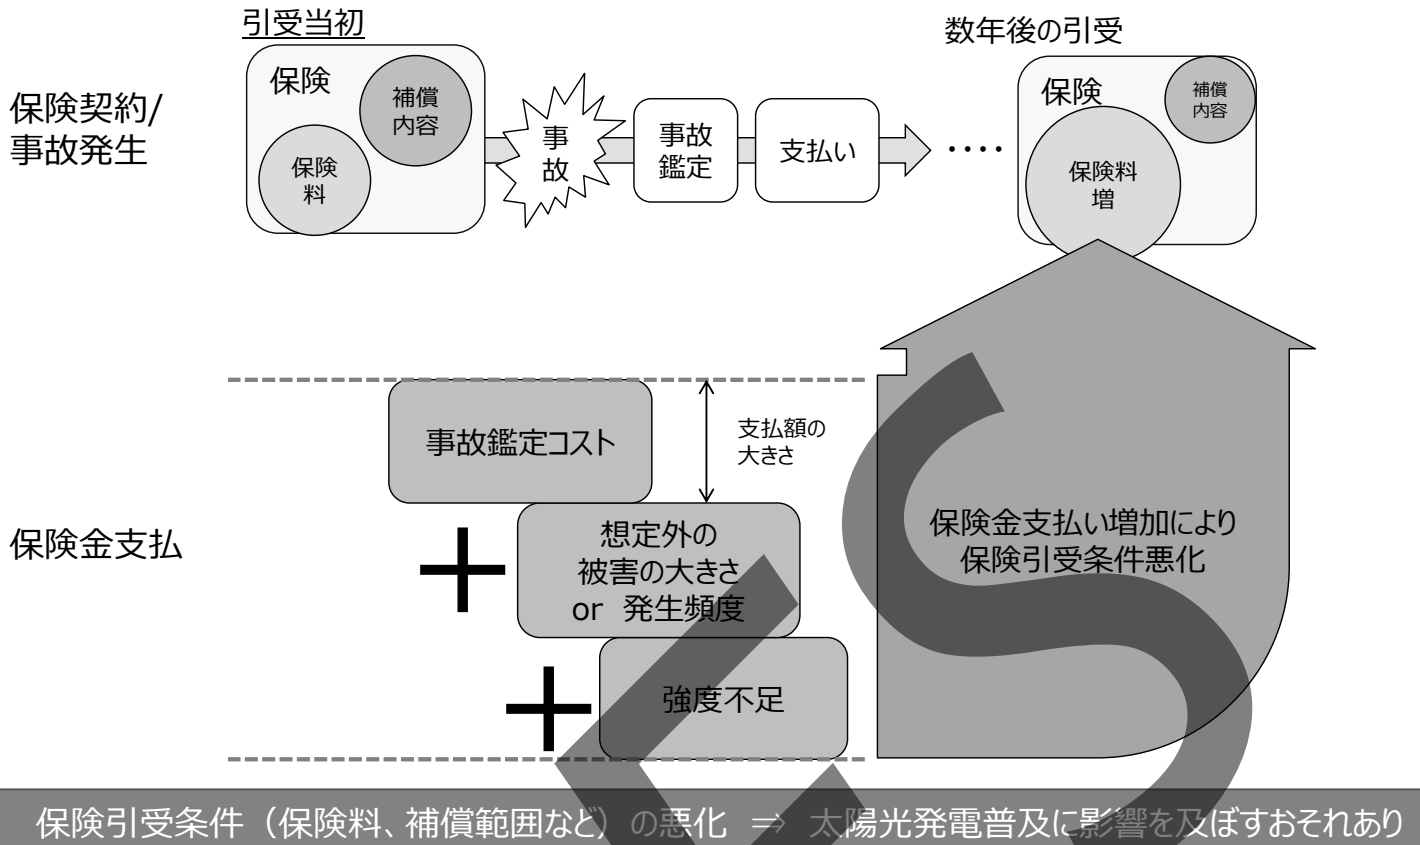 引受当初
数年後の引受
保険契約/
事故発生
保険
補償
内容
保険
料
事
故
事故
鑑定
支払い
‥‥
保険
補償
内容
保険料
増
事故鑑定コスト
支払額の
大きさ
保険金支払
想定外の
被害の大きさ
or 発生頻度
強度不足
保険金支払い増加により
保険引受条件悪化
保険引受条件（保険料、補償範囲など）の悪化 ⇒ 太陽光発電普及に影響を及ぼすおそれあり